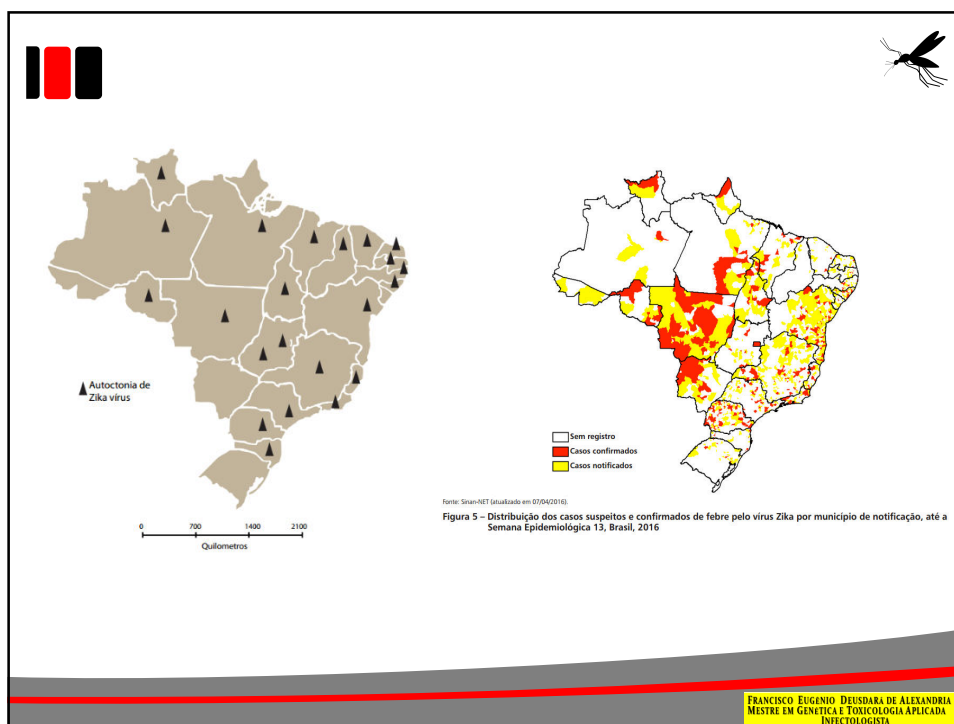 Autoctonia de
Zika vírus
0 700 1400 2100
Quilometros
Sem registro
Casos confirmados
Casos notificados
Fonte: Sinan-NET (atualizado em 07/04/2016).
Figura 5 – Distribuição dos casos suspeitos e confirmados de febre pelo vírus Zika por município de notificação, até a
Semana Epidemiológica 13, Brasil, 2016
FRANCISCO EUGENIO DEUSDARA DE ALEXANDRIA
MESTRE EM GENETICA E TOXICOLOGIA APLICADA
INFECTOLOGISTA